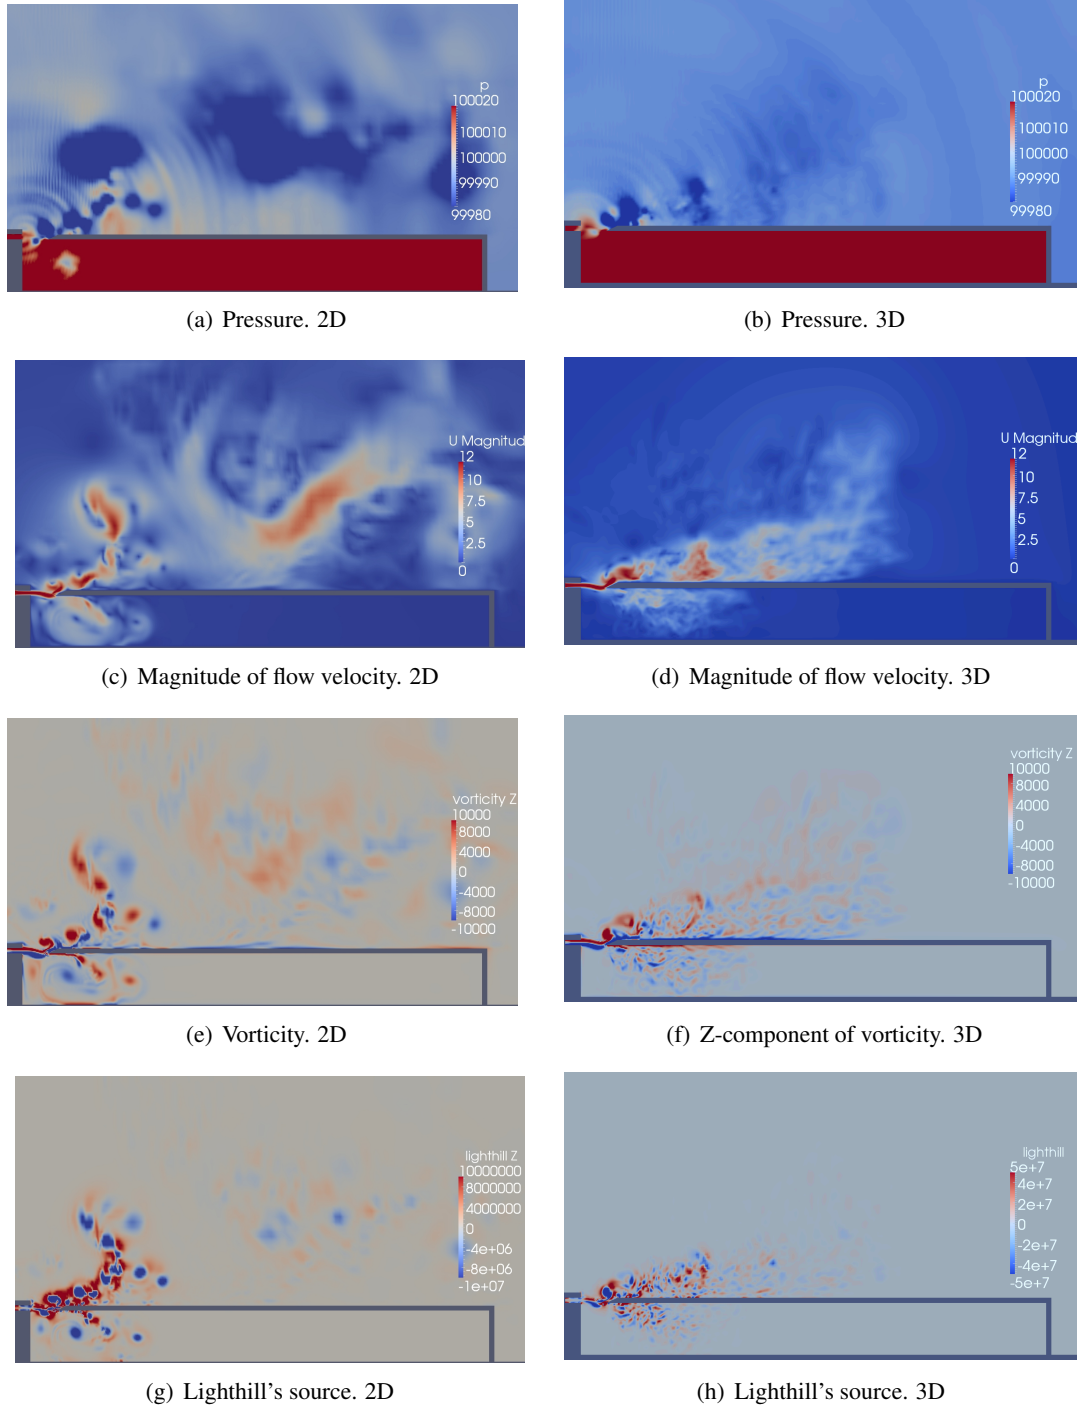 p
100020
100010
100000
99990
99980
p
100020
100010
100000
99990
99980
(a) Pressure. 2D
(b) Pressure. 3D
U Magnitud
12
10
7.5
5
2.5
0
U Magnitud
12
10
7.5
5
2.5
0
(c) Magnitude of flow velocity. 2D
(d) Magnitude of flow velocity. 3D
vorticity Z
10000
8000
4000
0
-4000
-8000
-10000
vorticity Z
10000
8000
4000
0
-4000
-8000
-10000
(e) Vorticity. 2D
(f) Z-component of vorticity. 3D
lighthill Z
10000000
8000000
4000000
0
-4e+06
-8e+06
-1e+07
lighthill
5e+7
4e+7
2e+7
0
-2e+7
-4e+7
-5e+7
(g) Lighthill's source. 2D
(h) Lighthill's source. 3D